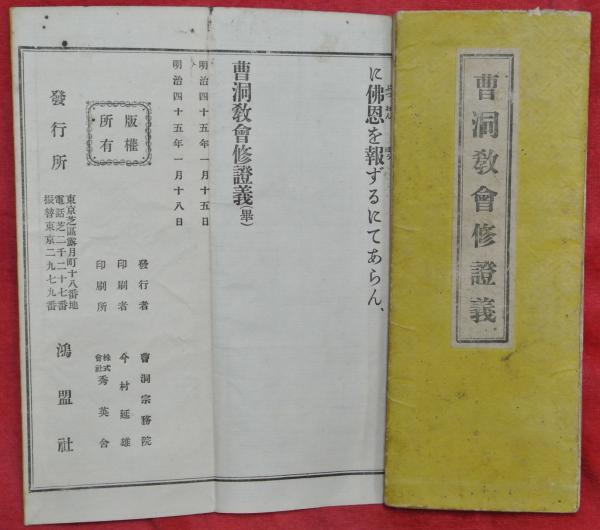 曹洞敎會修證義
に佛恩を報ずるにてあらん、
曹洞敎會修證義(畢)
明治四十五年一月十五日
明治四十五年一月十八日
發行者 曹洞宗務院
印刷者 今村延雄
印刷所 株式會社 秀英舍
版權所有
發行所
東京芝區露月町十八番地
電話芝二千二十七番
振替東京二九七九番
鴻盟社